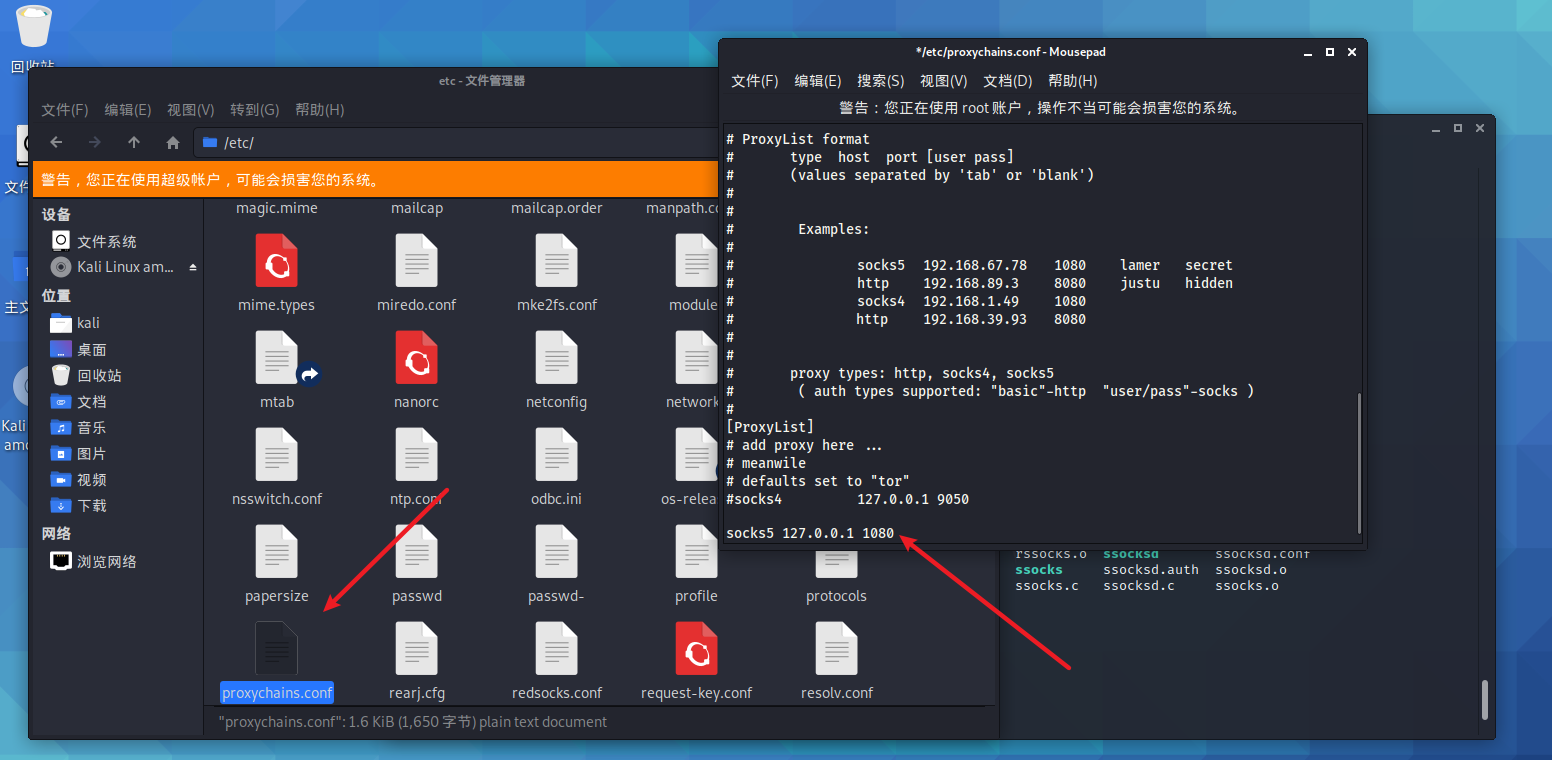 回收站
etc - 文件管理器
文件(F) 编辑(E) 视图(V) 转到(G) 帮助(H)
/etc/
警告，您正在使用超级帐户，可能会损害您的系统。
设备
文件系统
Kali Linux am...
位置
kali
桌面
回收站
文档
音乐
图片
视频
下载
网络
浏览网络
magic.mime mailcap mailcap.order
mime.types miredo.conf mke2fs.conf
mtab nanorc netconfig
nsswitch.conf ntp.conf odbc.ini
papersize passwd passwd- profile protocols
proxychains.conf rearj.cfg redsocks.conf request-key.conf resolv.conf
"proxychains.conf": 1.6 KiB (1,650 字节) plain text document
*/etc/proxychains.conf - Mousepad
文件(F) 编辑(E) 搜索(S) 视图(V) 文档(D) 帮助(H)
警告：您正在使用 root 账户，操作不当可能会损害您的系统。
# ProxyList format
# type host port [user pass]
# (values separated by 'tab' or 'blank')
#
#
# Examples:
#
# socks5 192.168.67.78 1080 lamer secret
# http 192.168.89.3 8080 justu hidden
# socks4 192.168.1.49 1080
# http 192.168.39.93 8080
#
#
# proxy types: http, socks4, socks5
# ( auth types supported: "basic"-http "user/pass"-socks )
#
[ProxyList]
# add proxy here ...
# meanwile
# defaults set to "tor"
#socks4 127.0.0.1 9050
socks5 127.0.0.1 1080
rssocks.o ssocksd ssocksd.conf
ssocks ssocksd.auth ssocksd.o
ssocks.c ssocksd.c ssocks.o